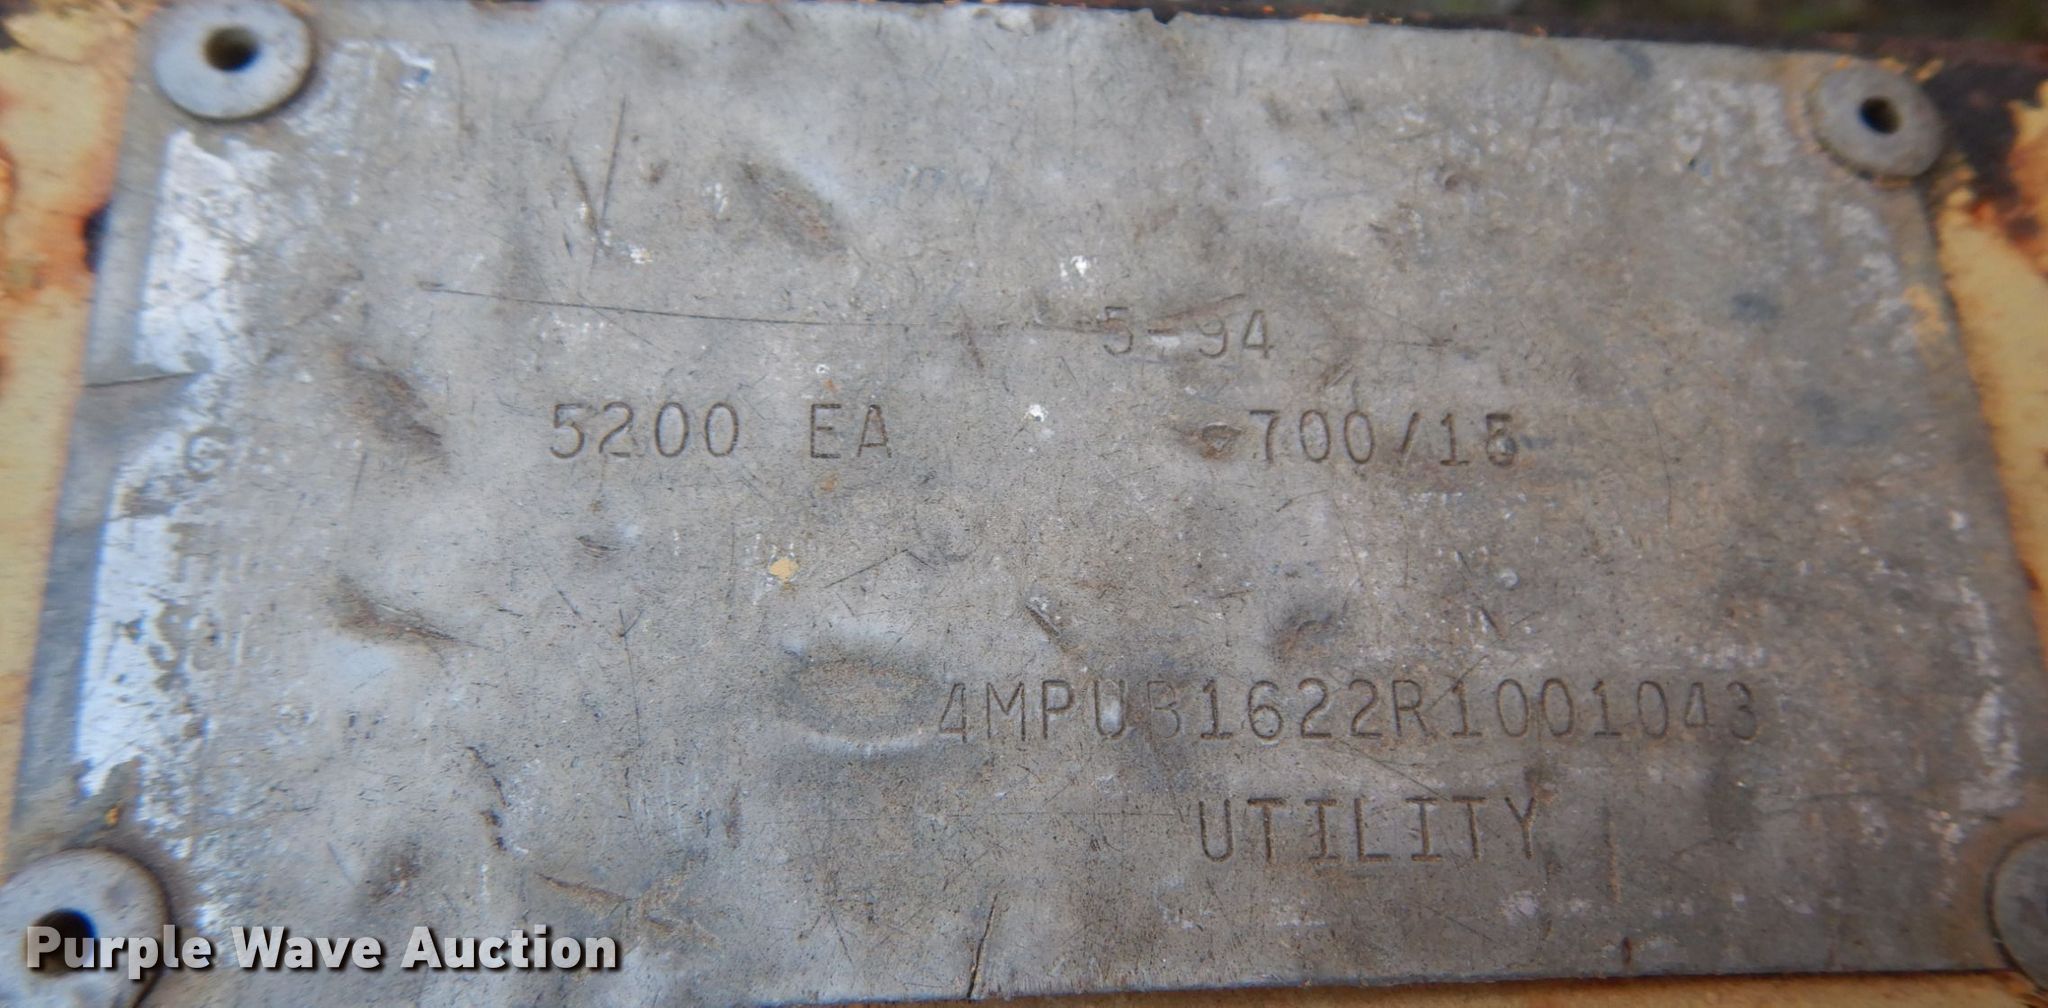 5-94
5200 EA 700/15
4MPUB1622R1001043
UTILITY
Purple Wave Auction